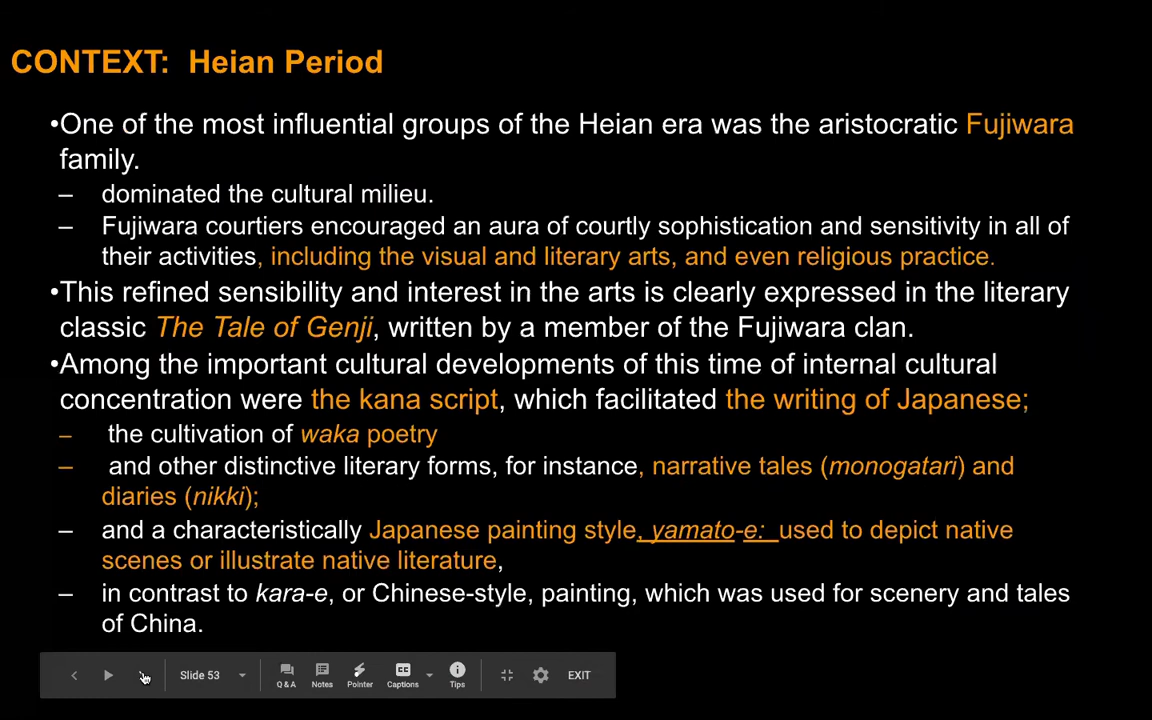 CONTEXT:  Heian Period
•One of the most influential groups of the Heian era was the aristocratic Fujiwara
family.
–   dominated the cultural milieu.
–   Fujiwara courtiers encouraged an aura of courtly sophistication and sensitivity in all of
their activities, including the visual and literary arts, and even religious practice.
•This refined sensibility and interest in the arts is clearly expressed in the literary
classic The Tale of Genji, written by a member of the Fujiwara clan.
•Among the important cultural developments of this time of internal cultural
concentration were the kana script, which facilitated the writing of Japanese;
–   the cultivation of waka poetry
–   and other distinctive literary forms, for instance, narrative tales (monogatari) and
diaries (nikki);
–   and a characteristically Japanese painting style, yamato-e: used to depict native
scenes or illustrate native literature,
–   in contrast to kara-e, or Chinese-style, painting, which was used for scenery and tales
of China.
Slide 53 Q & A Notes Pointer CC Captions Tips EXIT